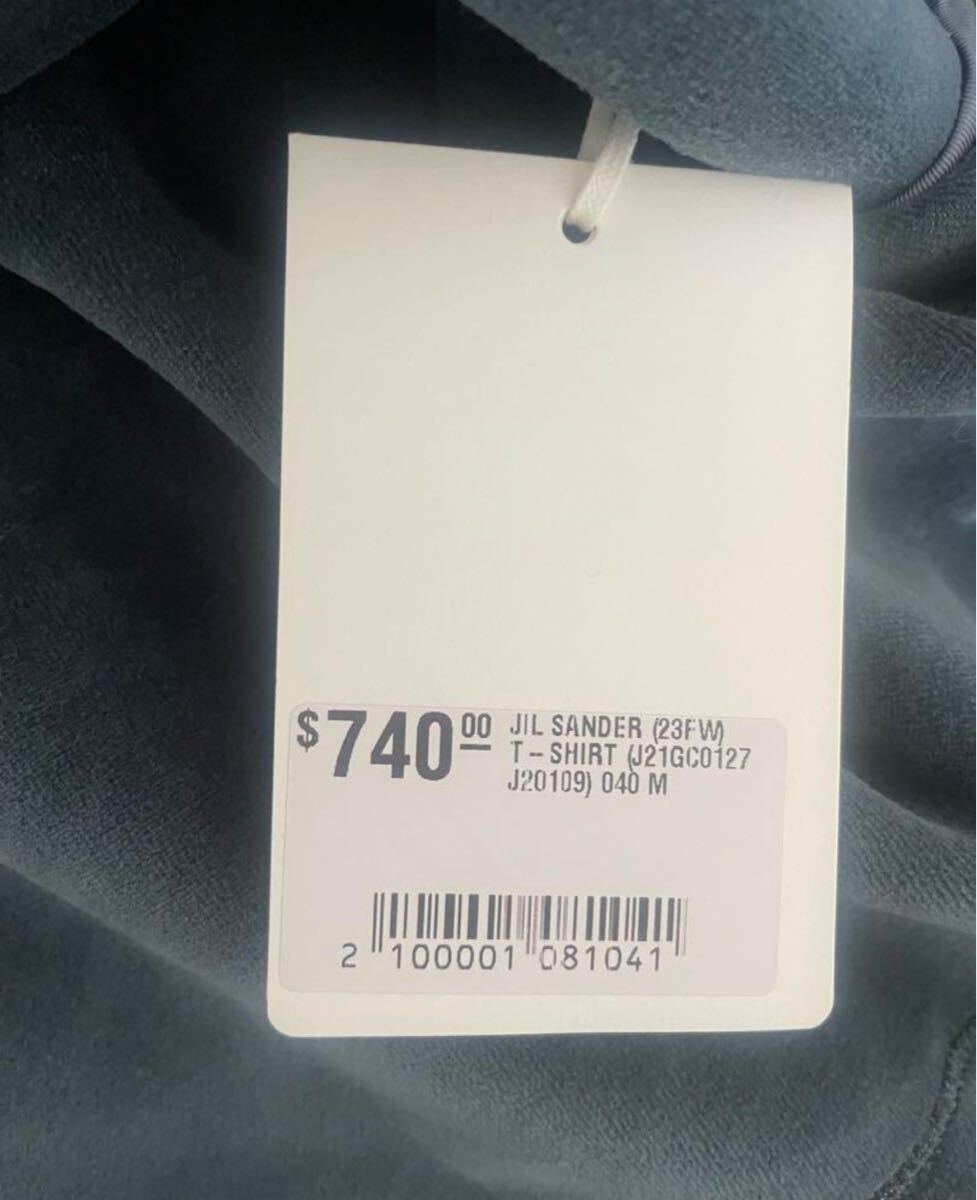 $740 00
JIL SANDER (23FW)
T-SHIRT (J21GC0127
J20109) 040 M
2 100001 081041